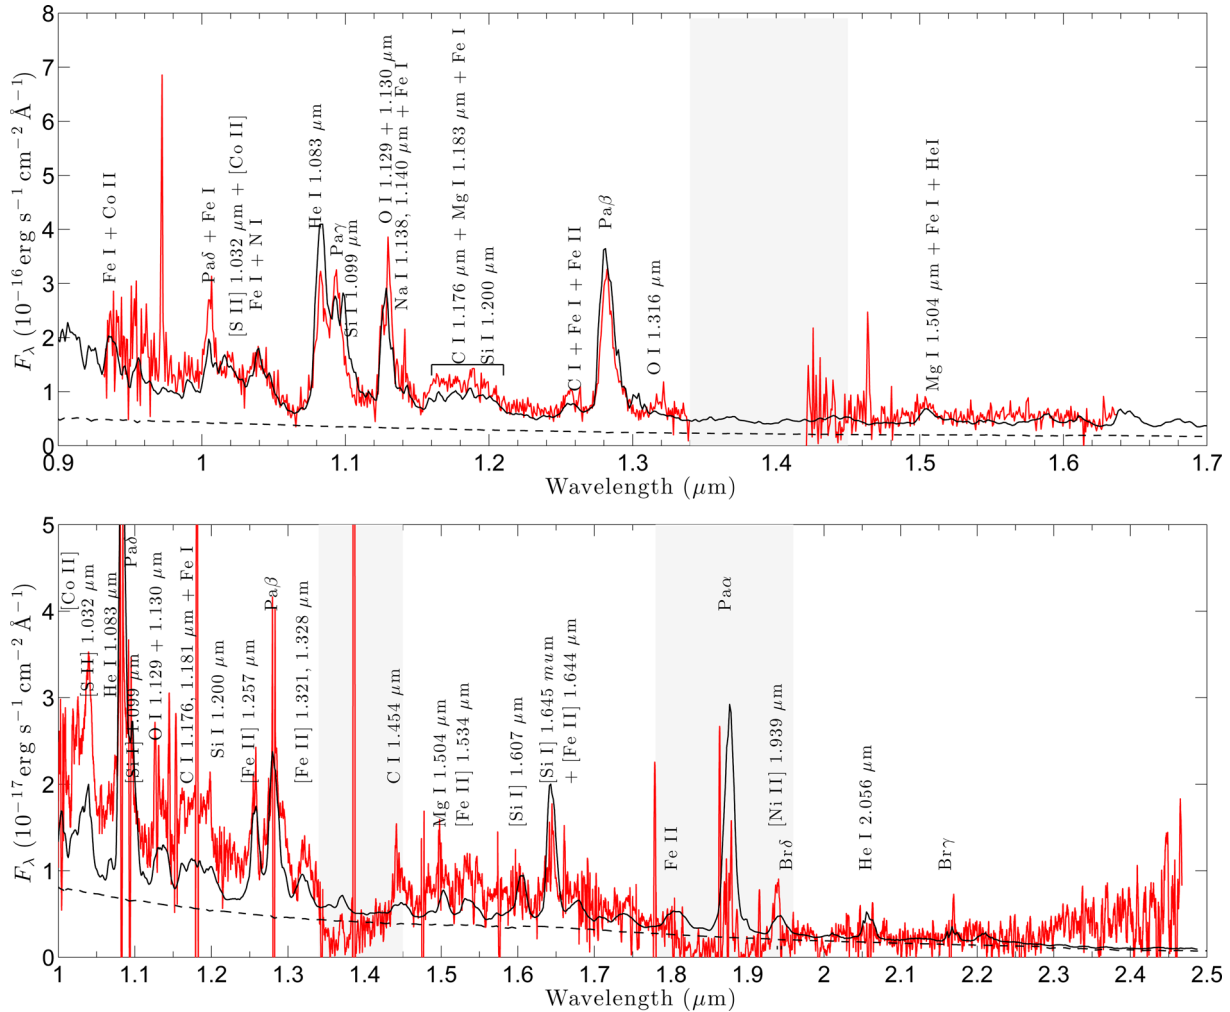 8
7
6
5
4
3
2
1
0
F_λ (10⁻¹⁶ erg s⁻¹ cm⁻² Å⁻¹)
Fe I + Co II
Paδ + Fe I
[S II] 1.032 μm + [Co II]
Fe I + N I
He I 1.083 μm
Paγ
Si I 1.099 μm
O I 1.129 + 1.130 μm
Na I 1.138, 1.140 μm + Fe I
C I 1.176 μm + Mg I 1.183 μm + Fe I
Si I 1.200 μm
C I + Fe I + Fe II
Paβ
O I 1.316 μm
Mg I 1.504 μm + Fe I + HeI
0.9 1 1.1 1.2 1.3 1.4 1.5 1.6 1.7
Wavelength (μm)
5
4
3
2
1
0
F_λ (10⁻¹⁷ erg s⁻¹ cm⁻² Å⁻¹)
[Co II]
[S II] 1.032 μm
He I 1.083 μm
Paδ
[Si I] 1.099 μm
O I 1.129 + 1.130 μm
C I 1.176, 1.181 μm + Fe I
Si I 1.200 μm
[Fe II] 1.257 μm
Paβ
[Fe II] 1.321, 1.328 μm
C I 1.454 μm
Mg I 1.504 μm
[Fe II] 1.534 μm
[Si I] 1.607 μm
[Si I] 1.645 mum
+ [Fe II] 1.644 μm
Fe II
Paα
[Ni II] 1.939 μm
Brδ
He I 2.056 μm
Brγ
1 1.1 1.2 1.3 1.4 1.5 1.6 1.7 1.8 1.9 2 2.1 2.2 2.3 2.4 2.5
Wavelength (μm)